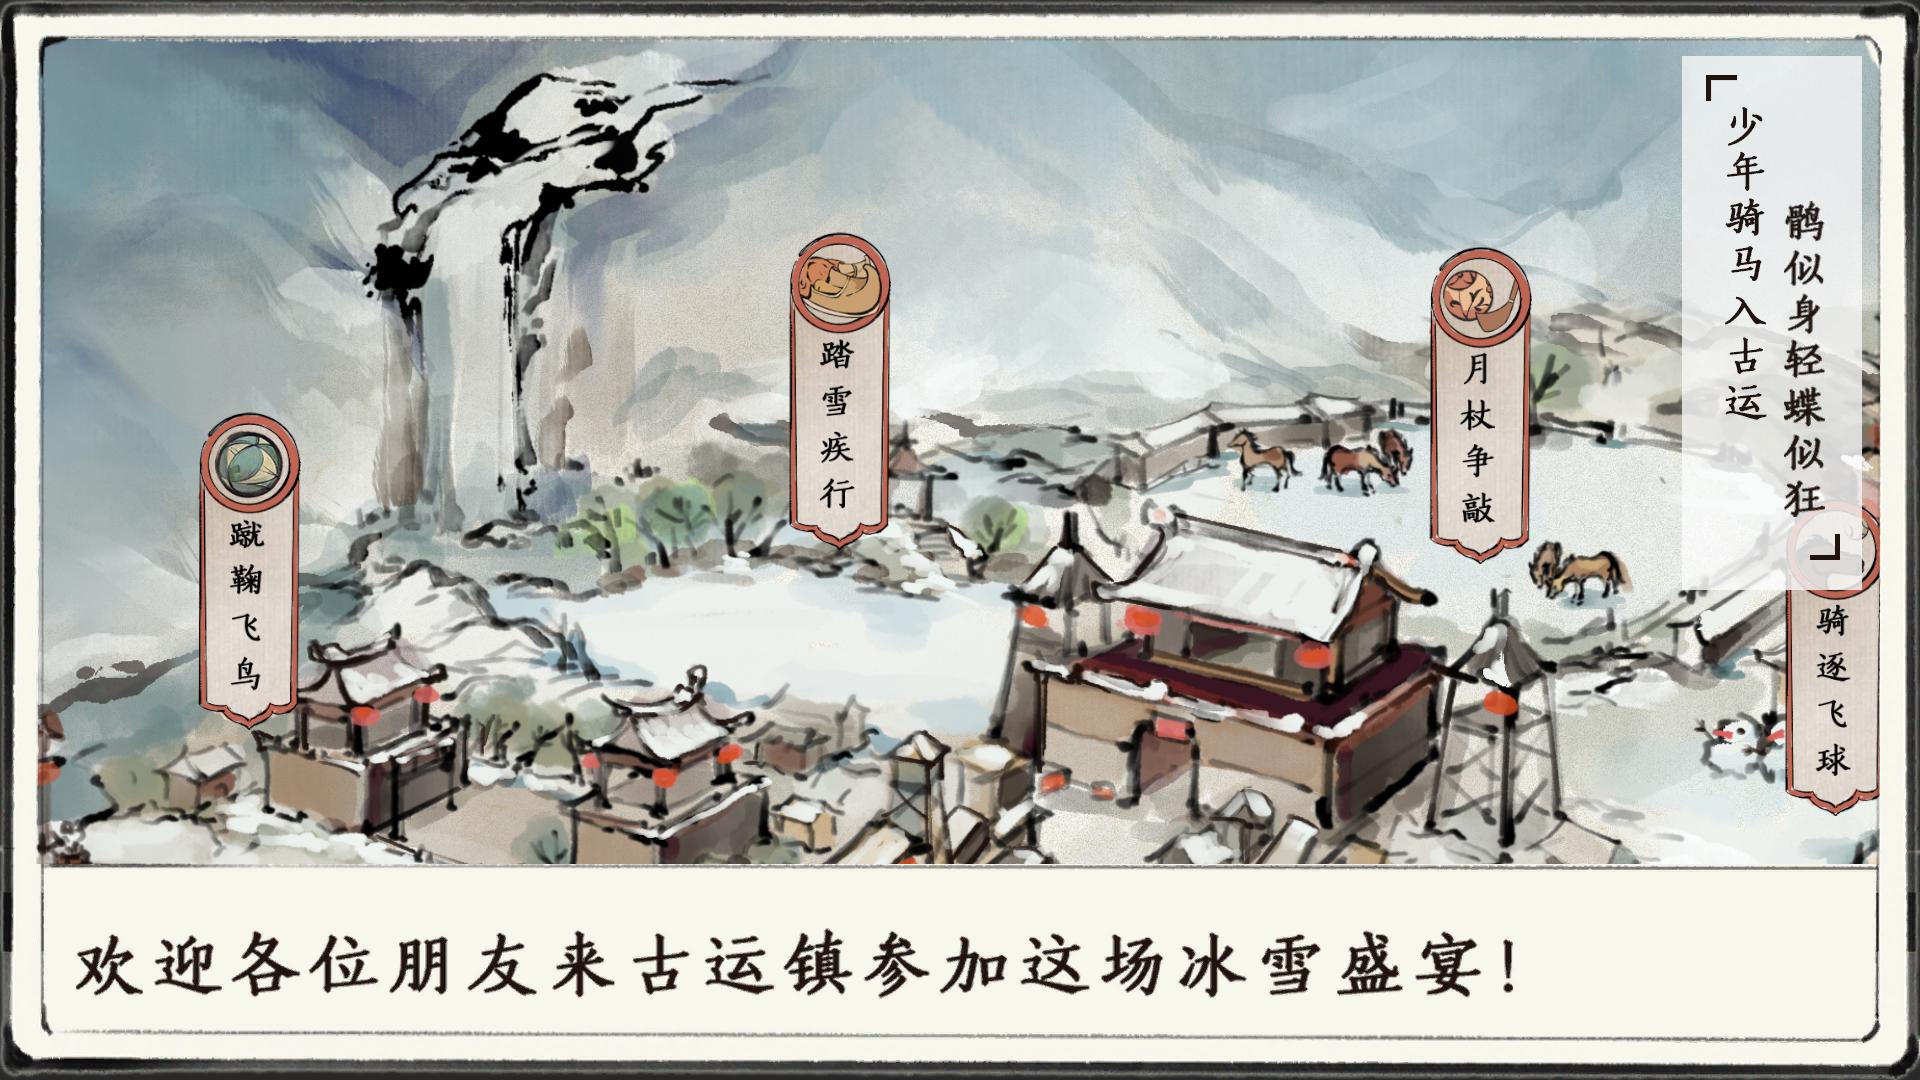 蹴鞠飞鸟
踏雪疾行
月杖争敲
骑逐飞球
少年骑马入古运
鹘似身轻蝶似狂
欢迎各位朋友来古运镇参加这场冰雪盛宴！